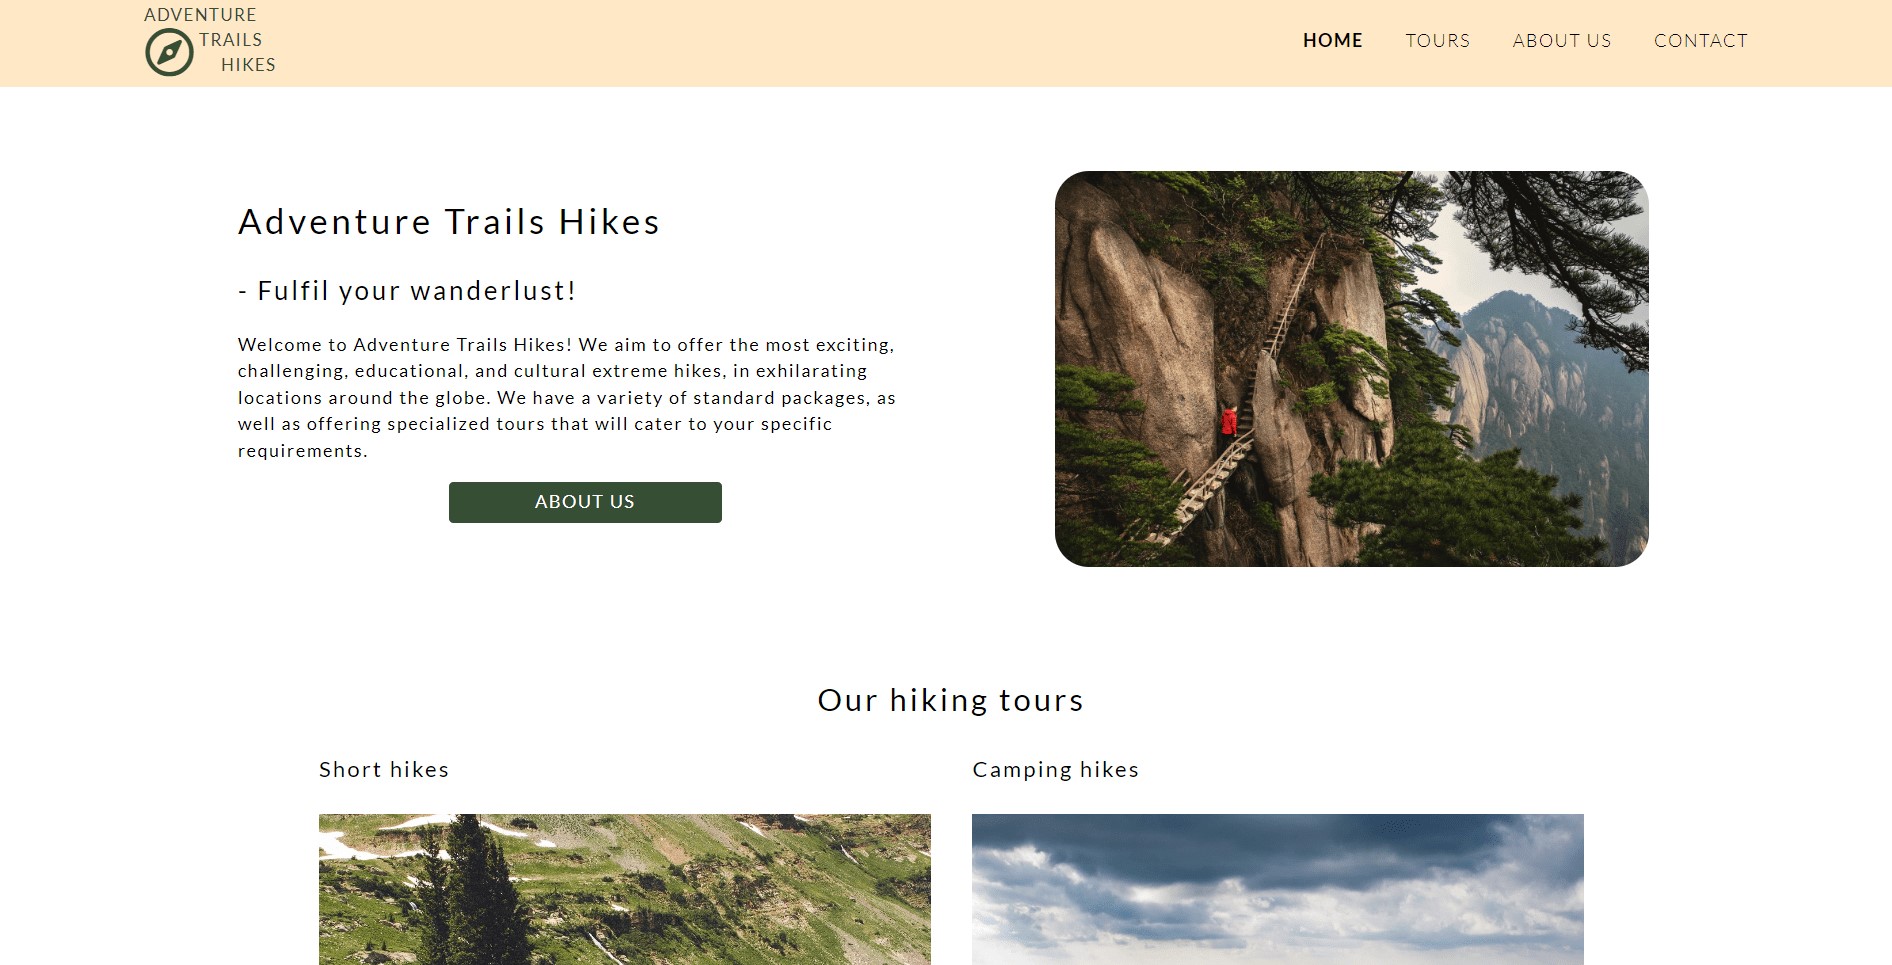 ADVENTURE
TRAILS
HIKES
HOME
TOURS
ABOUT US
CONTACT
Adventure Trails Hikes
- Fulfil your wanderlust!
Welcome to Adventure Trails Hikes! We aim to offer the most exciting,
challenging, educational, and cultural extreme hikes, in exhilarating
locations around the globe. We have a variety of standard packages, as
well as offering specialized tours that will cater to your specific
requirements.
ABOUT US
Our hiking tours
Short hikes
Camping hikes